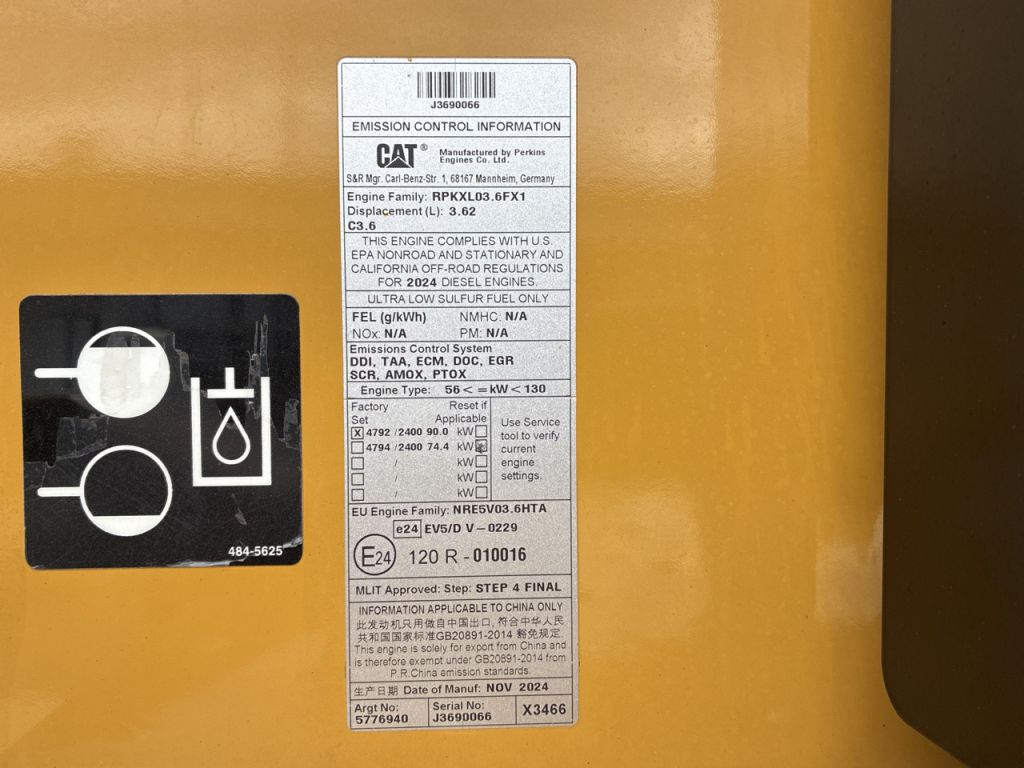 J3690066
EMISSION CONTROL INFORMATION
CAT® Manufactured by Perkins
Engines Co. Ltd.
S&R Mgr. Carl-Benz-Str. 1, 68167 Mannheim, Germany
Engine Family: RPKXL03.6FX1
Displacement (L): 3.62
C3.6
THIS ENGINE COMPLIES WITH U.S.
EPA NONROAD AND STATIONARY AND
CALIFORNIA OFF-ROAD REGULATIONS
FOR 2024 DIESEL ENGINES.
ULTRA LOW SULFUR FUEL ONLY
FEL (g/kWh) NMHC: N/A
NOx: N/A PM: N/A
Emissions Control System
DDI, TAA, ECM, DOC, EGR
SCR, AMOX, PTOX
Engine Type: 56 < = kW < 130
Factory Set
Reset if Applicable
X 4792 / 2400 90.0 kW
4794 / 2400 74.4 kW
/ kW
/ kW
/ kW
Use Service
tool to verify
current
engine
settings.
EU Engine Family: NRE5V03.6HTA
e24 EV5/D V – 0229
E24 120 R - 010016
MLIT Approved: Step: STEP 4 FINAL
INFORMATION APPLICABLE TO CHINA ONLY
此发动机只用做自中国出口, 符合中华人民
共和国国家标准GB20891-2014 豁免规定.
This engine is solely for export from China and
is therefore exempt under GB20891-2014 from
P.R.China emission standards.
生产日期 Date of Manuf: NOV 2024
Argt No:
5776940
Serial No:
J3690066
X3466
484-5625